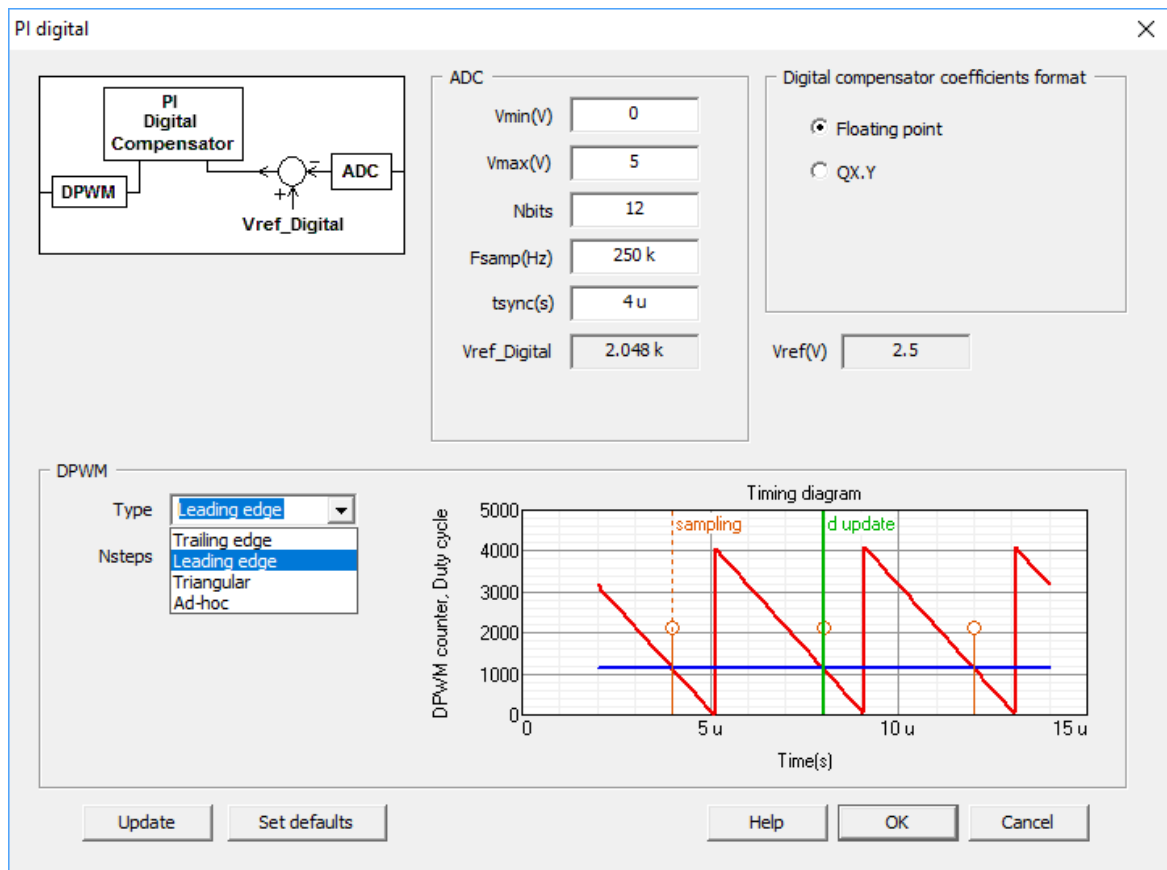 PI digital
PI
Digital
Compensator
DPWM
ADC
+
-
Vref_Digital
ADC
Vmin(V) 0
Vmax(V) 5
Nbits 12
Fsamp(Hz) 250 k
tsync(s) 4 u
Vref_Digital 2.048 k
Digital compensator coefficients format
Floating point
QX.Y
Vref(V) 2.5
DPWM
Type Leading edge
Trailing edge
Leading edge
Triangular
Ad-hoc
Nsteps
Timing diagram
DPWM counter, Duty cycle
5000
4000
3000
2000
1000
0
sampling
d update
0 5 u 10 u 15 u
Time(s)
Update Set defaults Help OK Cancel